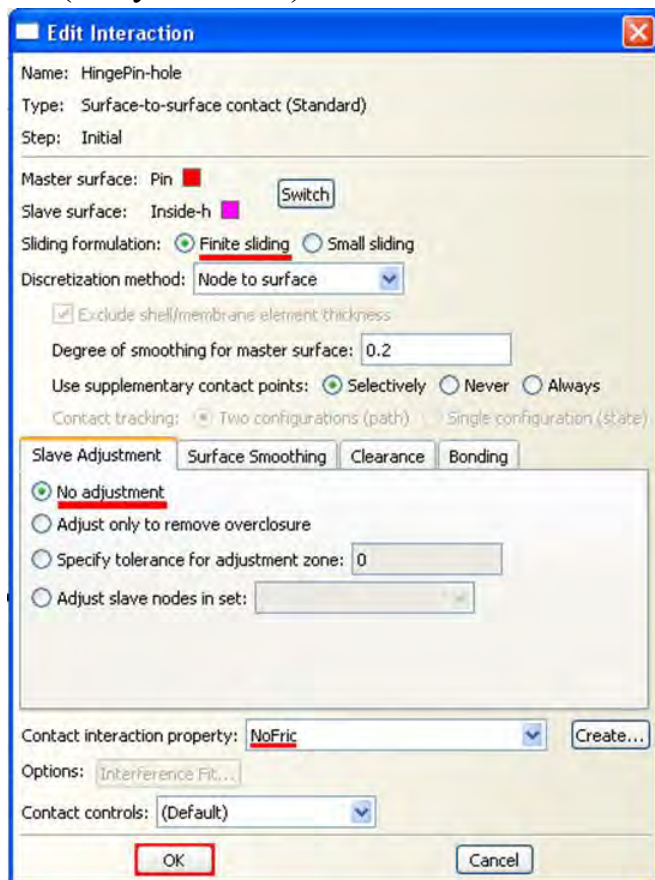 Edit Interaction
Name: HingePin-hole
Type: Surface-to-surface contact (Standard)
Step: Initial
Master surface: Pin
Switch
Slave surface: Inside-h
Sliding formulation: Finite sliding Small sliding
Discretization method: Node to surface
Exclude shell/membrane element thickness
Degree of smoothing for master surface: 0.2
Use supplementary contact points: Selectively Never Always
Contact tracking: Two configurations (path) Single configuration (state)
Slave Adjustment Surface Smoothing Clearance Bonding
No adjustment
Adjust only to remove overclosure
Specify tolerance for adjustment zone: 0
Adjust slave nodes in set:
Contact interaction property: NoFric Create...
Options: Interference Fit...
Contact controls: (Default)
OK Cancel